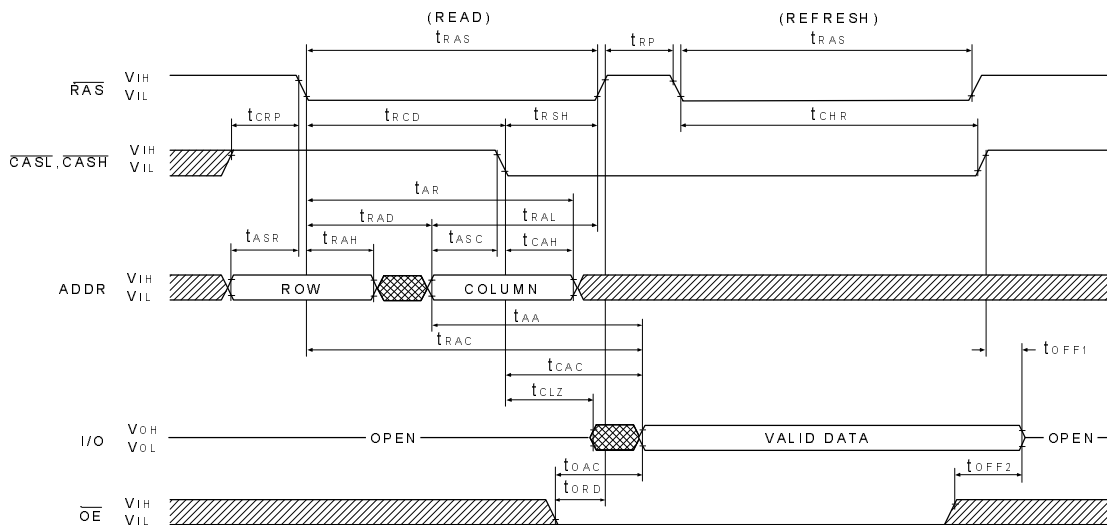 (READ) (REFRESH)
tRAS tRP tRAS
RAS VIH
VIL
tCRP tRCD tRSH tCHR
CASL,CASH VIH
VIL
tAR
tRAD tRAL
tASR tRAH tASC tCAH
ADDR VIH
VIL
ROW COLUMN
tAA
tRAC tOFF1
tCAC
tCLZ
I/O VOH
VOL
OPEN VALID DATA OPEN
tOAC tOFF2
tORD
OE VIH
VIL